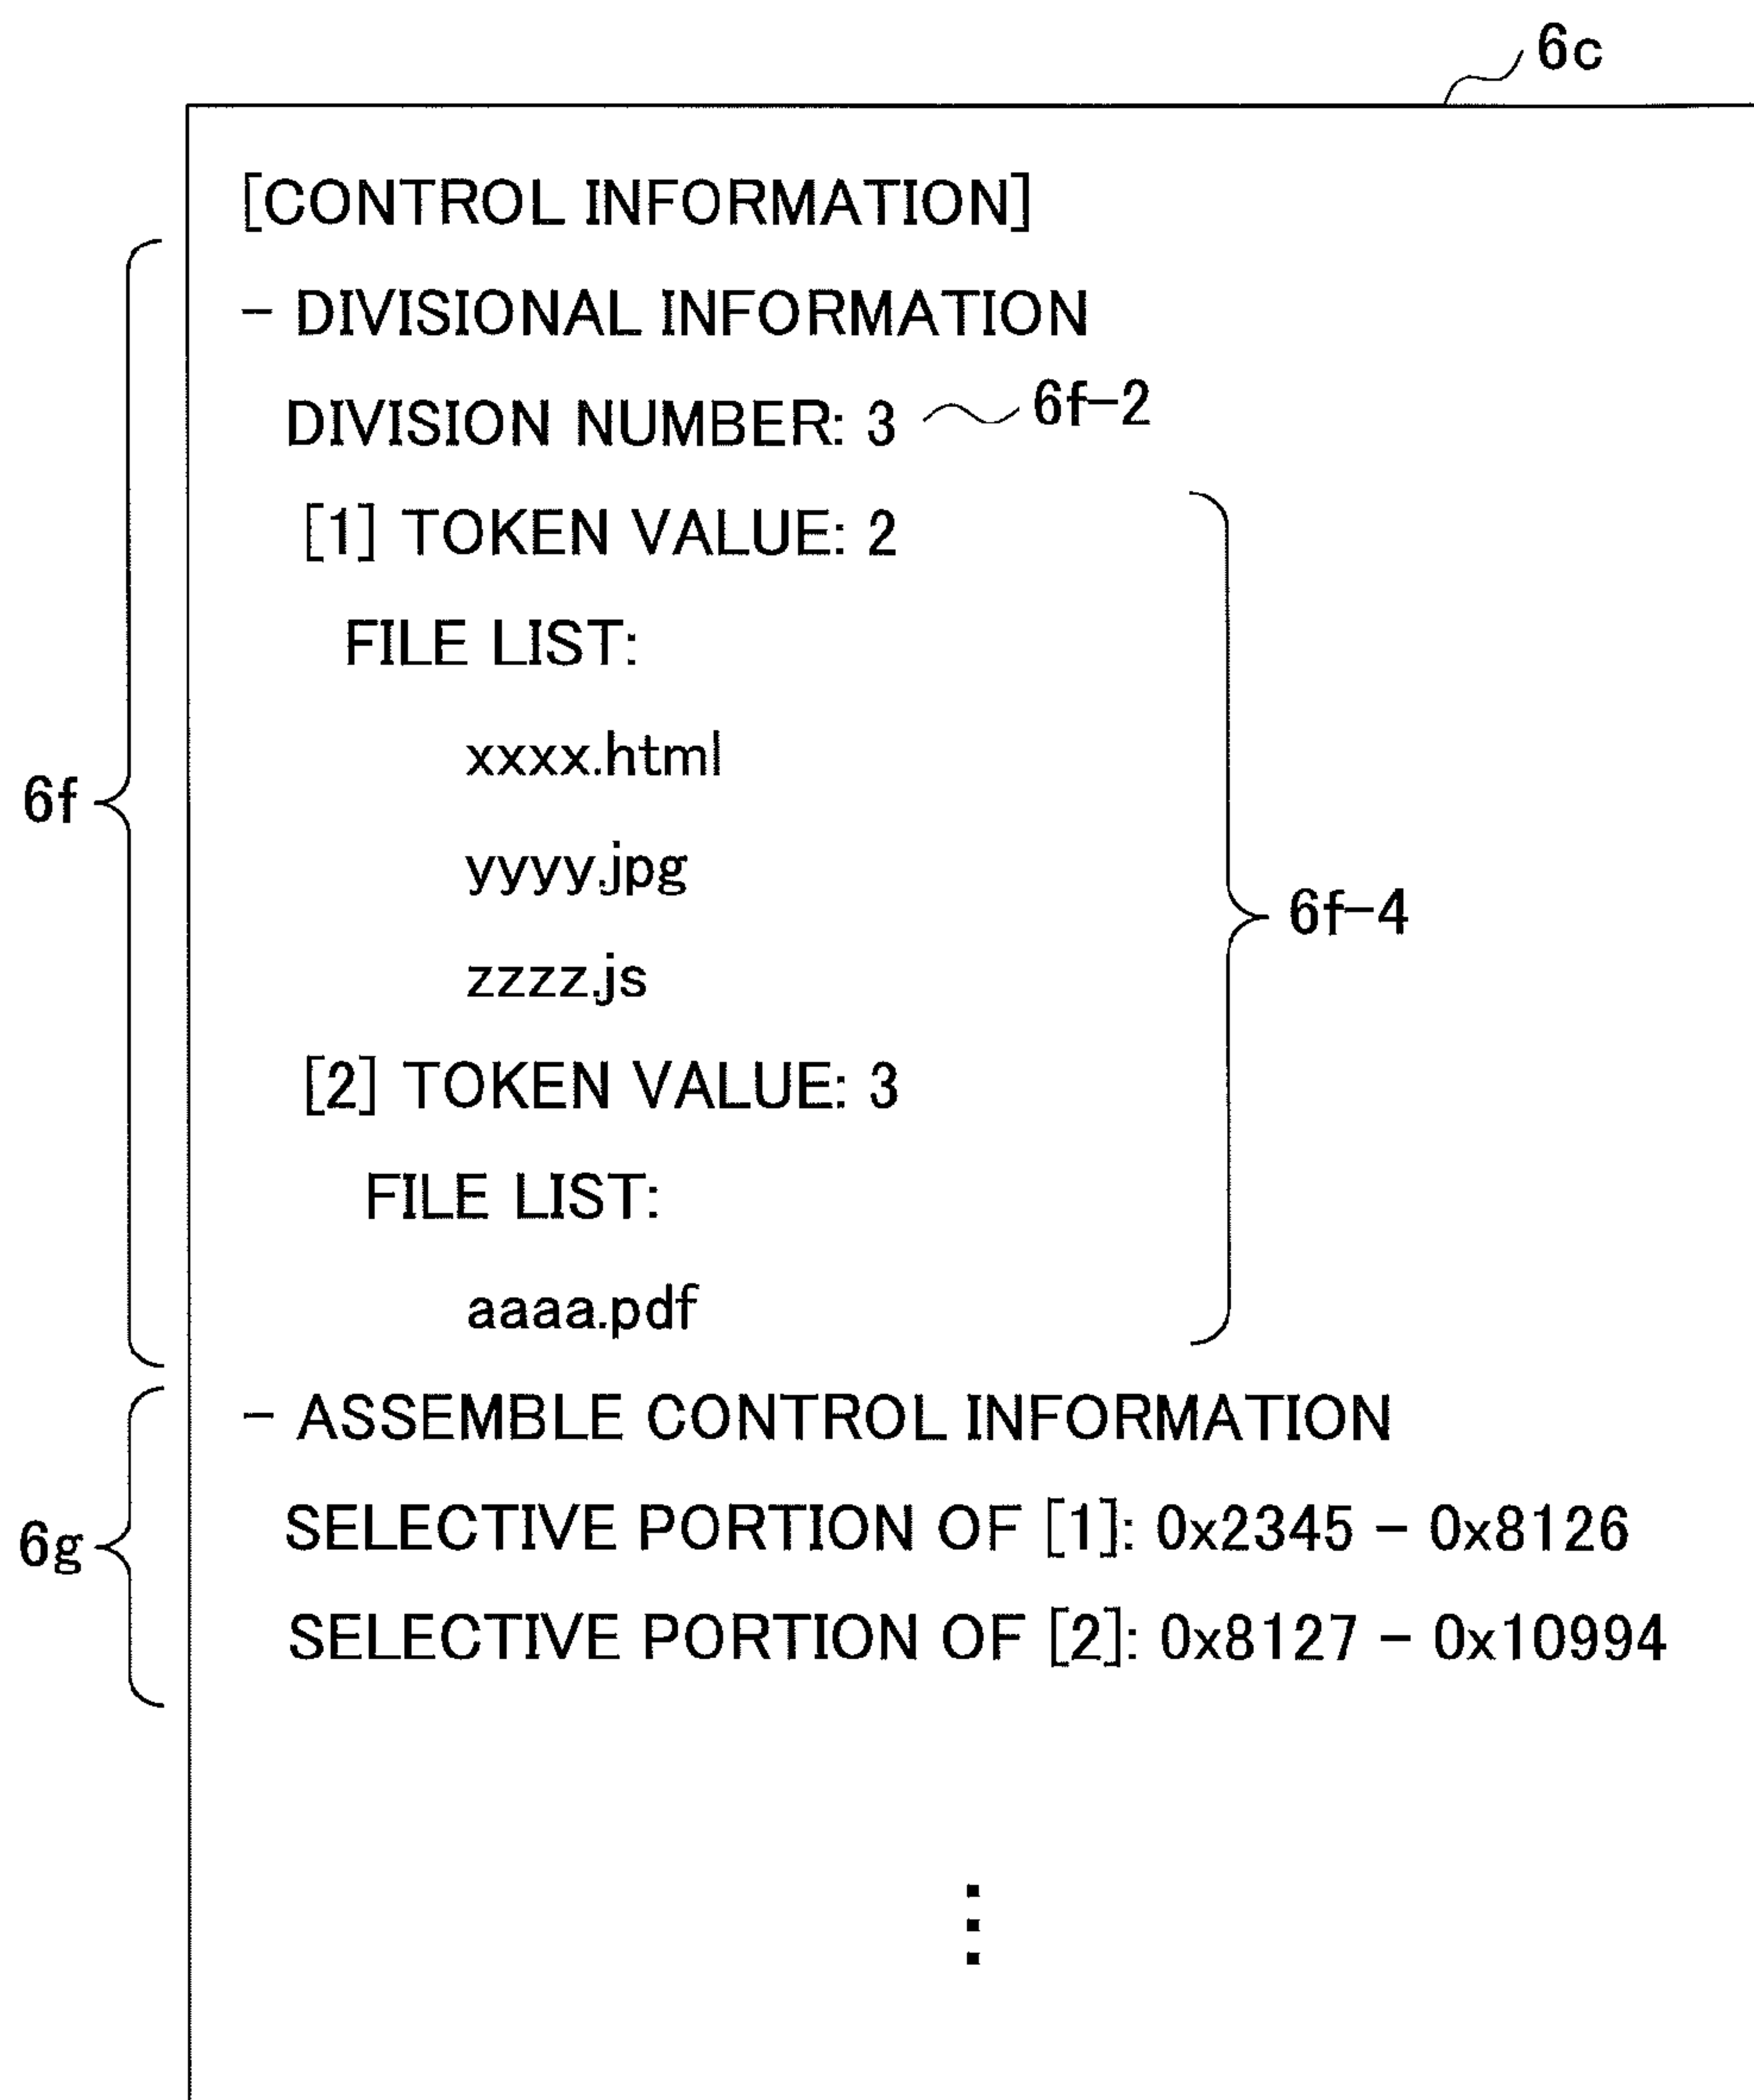 6c
[CONTROL INFORMATION]
- DIVISIONAL INFORMATION
DIVISION NUMBER: 3 6f-2
[1] TOKEN VALUE: 2
FILE LIST:
xxxx.html
6f
yyyy.jpg
6f-4
zzzz.js
[2] TOKEN VALUE: 3
FILE LIST:
aaaa.pdf
- ASSEMBLE CONTROL INFORMATION
SELECTIVE PORTION OF [1]: 0x2345 - 0x8126
6g
SELECTIVE PORTION OF [2]: 0x8127 - 0x10994